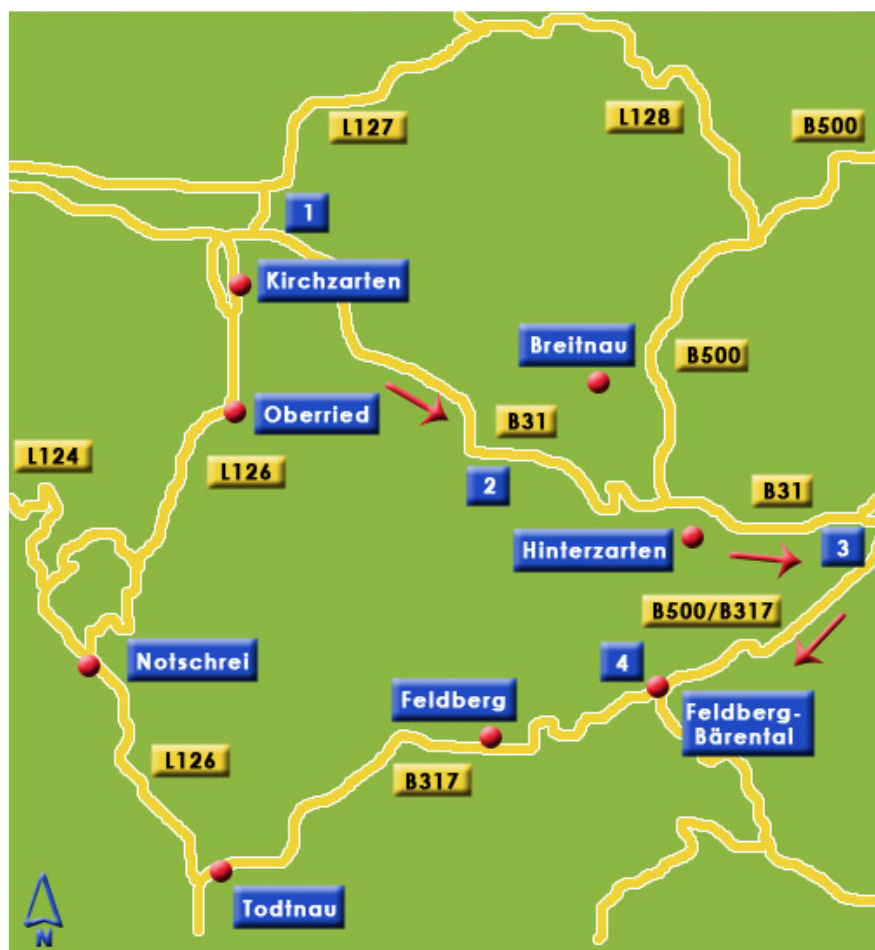 L127
L128
B500
1
Kirchzarten
Breitnau
B500
Oberried
B31
L124
L126
2
B31
Hinterzarten
3
B500/B317
Notschrei
4
Feldberg
Feldberg-
Bärental
L126
B317
Todtnau
N